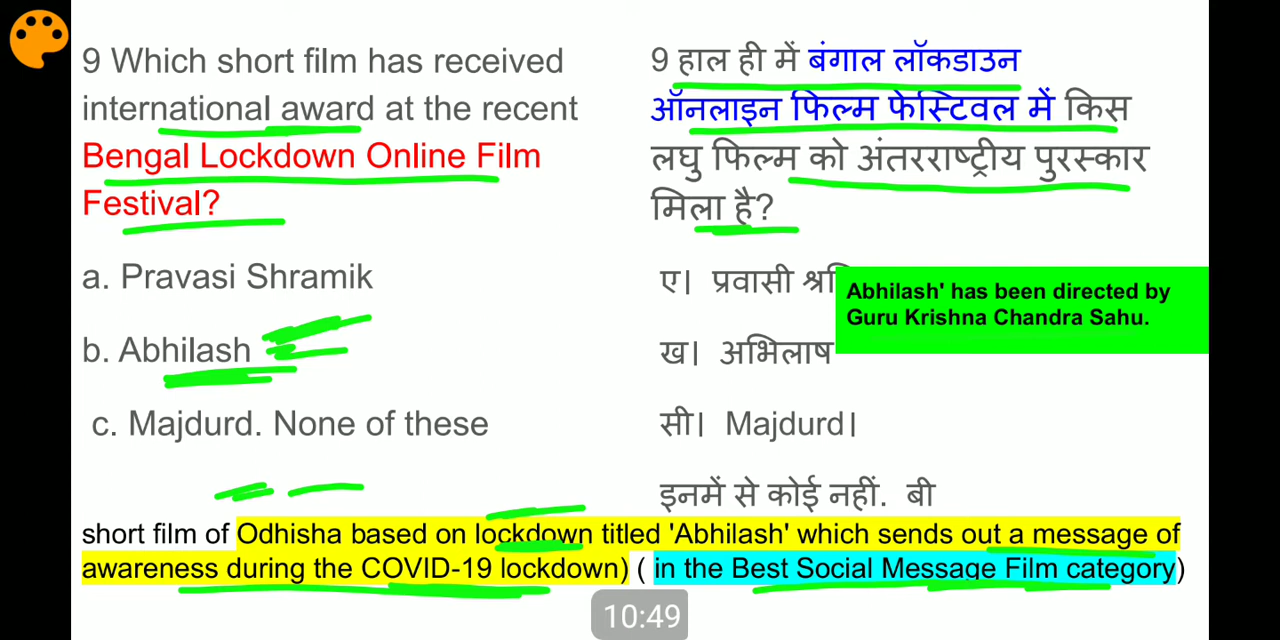 9 Which short film has received
international award at the recent
Bengal Lockdown Online Film
Festival?
a. Pravasi Shramik
b. Abhilash
c. Majdurd. None of these
9 हाल ही में बंगाल लॉकडाउन
ऑनलाइन फिल्म फेस्टिवल में किस
लघु फिल्म को अंतरराष्ट्रीय पुरस्कार
मिला है?
ए। प्रवासी
ख। अभिलाष
सी। Majdurd।
इनमें से कोई नहीं. बी
Abhilash' has been directed by
Guru Krishna Chandra Sahu.
short film of Odhisha based on lockdown titled 'Abhilash' which sends out a message of
awareness during the COVID-19 lockdown) ( in the Best Social Message Film category)
10:49